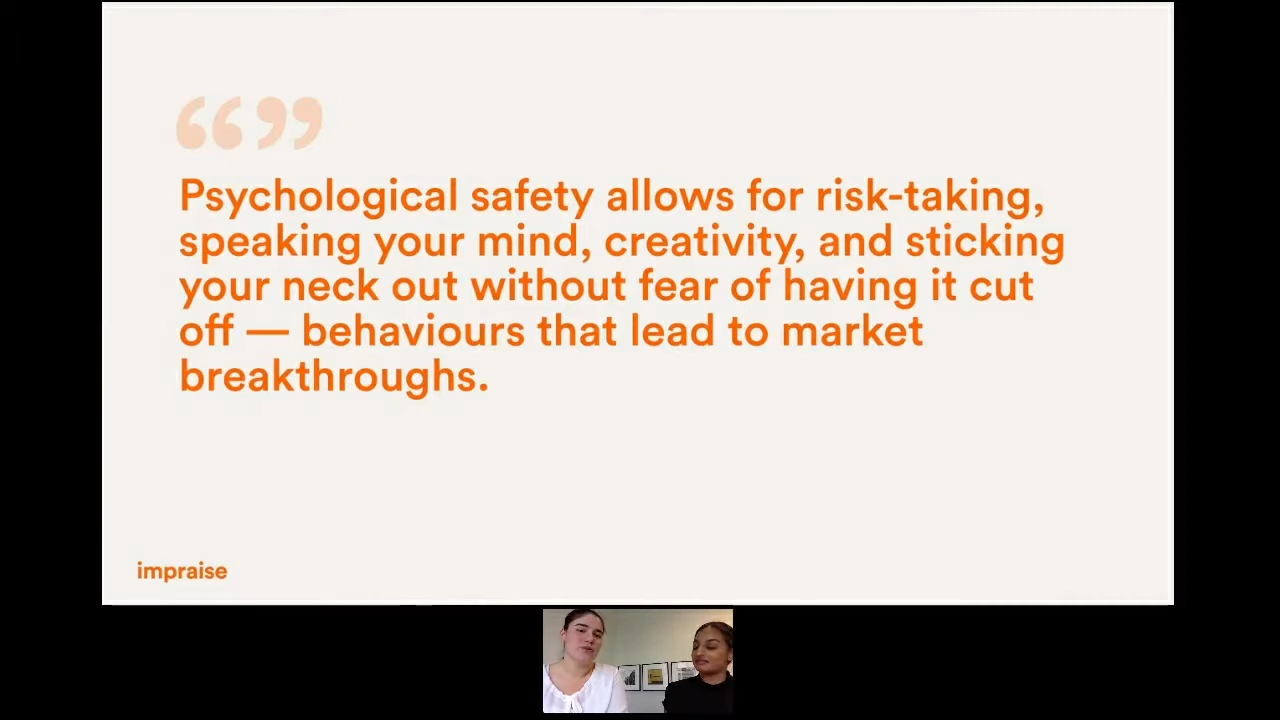 “”
Psychological safety allows for risk-taking,
speaking your mind, creativity, and sticking
your neck out without fear of having it cut
off — behaviours that lead to market
breakthroughs.
impraise